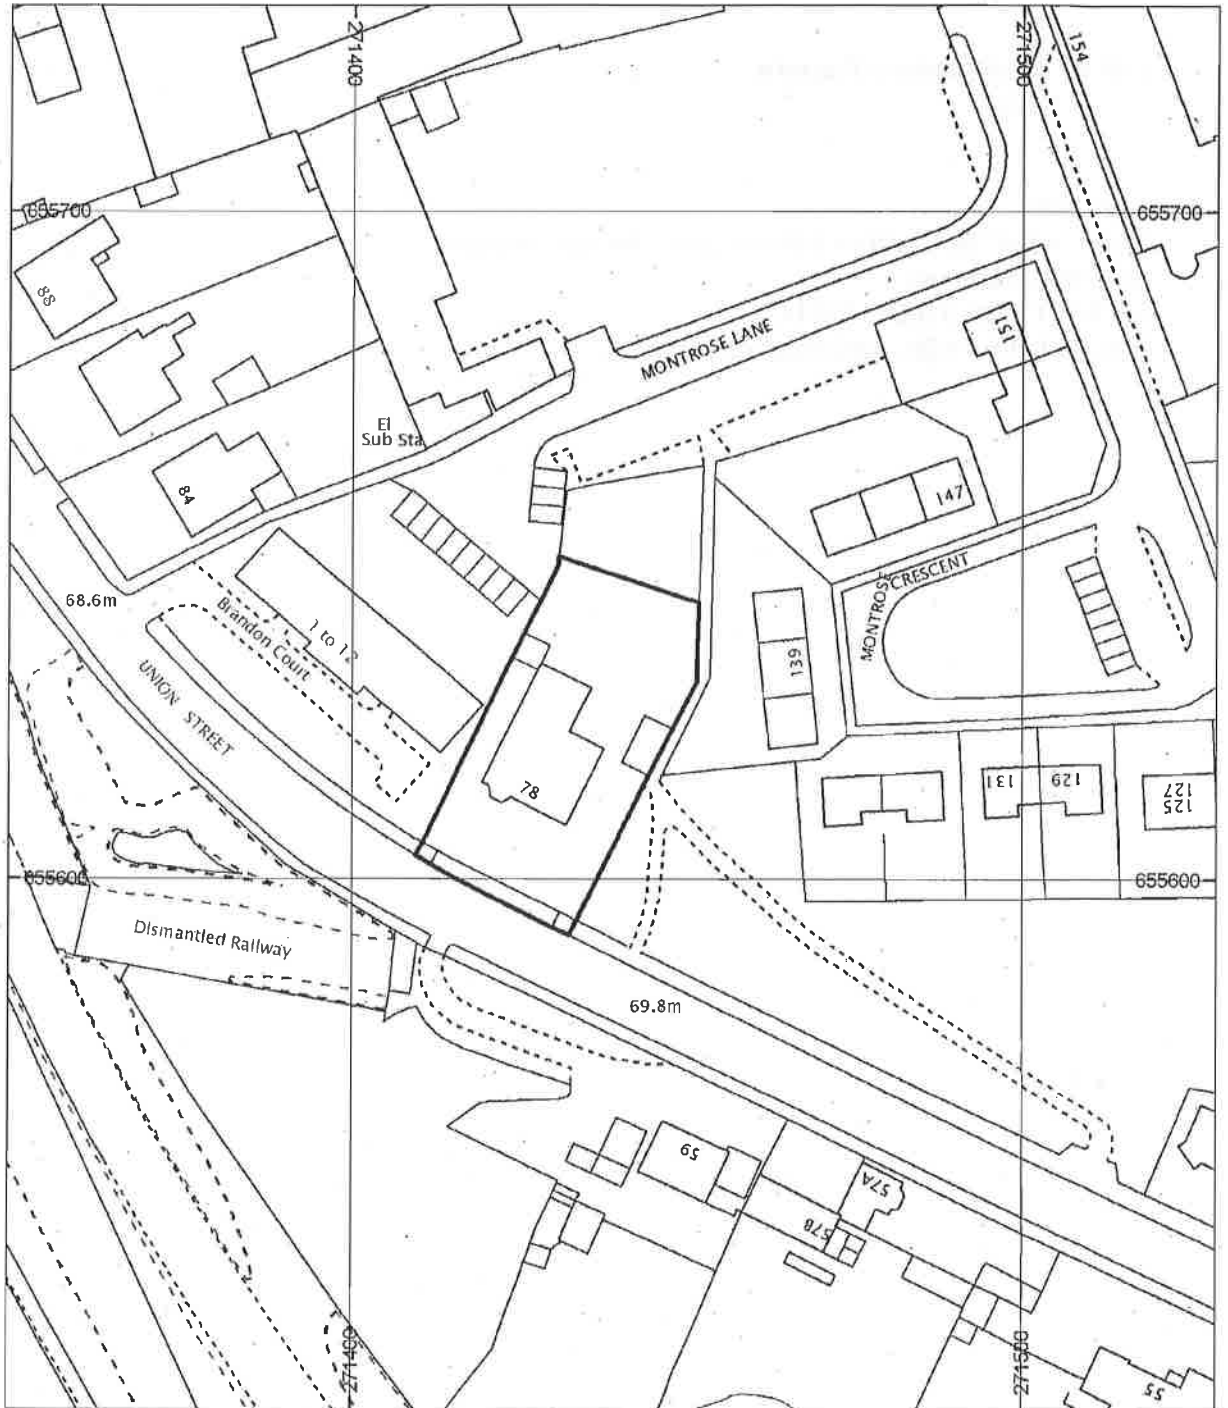 271400
271500
154
655700
655700
88
151
MONTROSE LANE
El
Sub Sta
84
147
MONTROSE
CRESCENT
68.6m
1 to 12
Brandon Court
139
UNION STREET
78
131
129
127
125
655600
655600
Dismantled Railway
69.8m
59
57A
57B
271400
271500
55